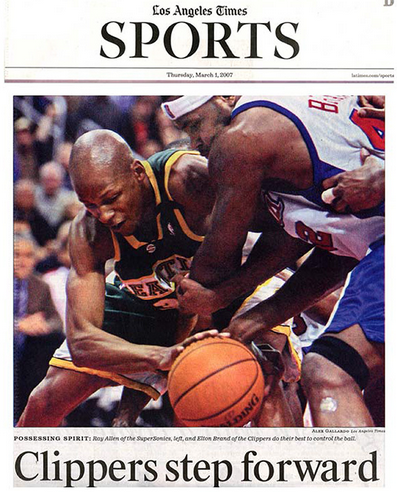 Los Angeles Times
D
SPORTS
Thursday, March 1, 2007
latimes.com/sports
ALEX GALLARDO Los Angeles Times
POSSESSING SPIRIT: Ray Allen of the SuperSonics, left, and Elton Brand of the Clippers do their best to control the ball.
Clippers step forward